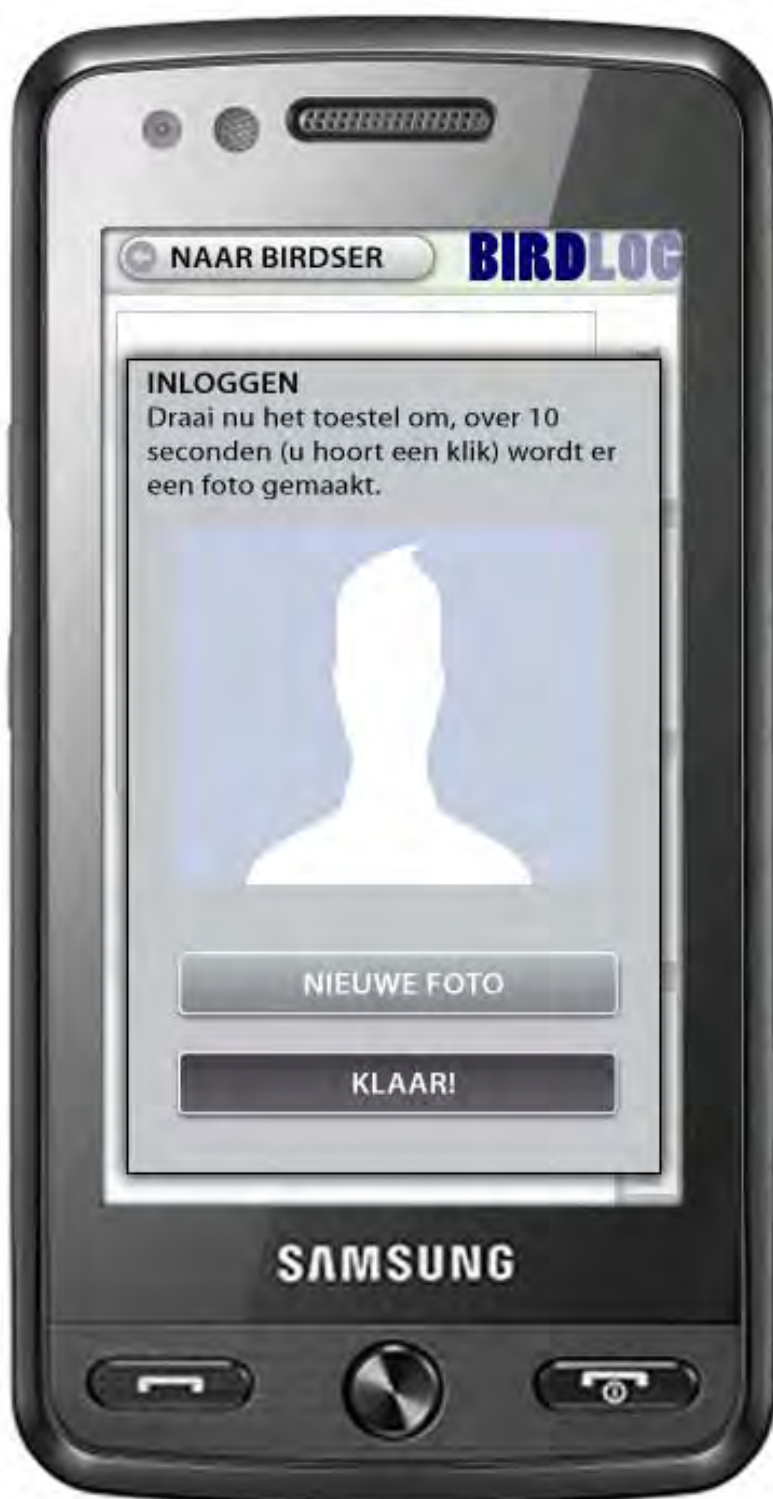 NAAR BIRDSER
BIRDLOG
INLOGGEN
Draai nu het toestel om, over 10
seconden (u hoort een klik) wordt er
een foto gemaakt.
NIEUWE FOTO
KLAAR!
SAMSUNG